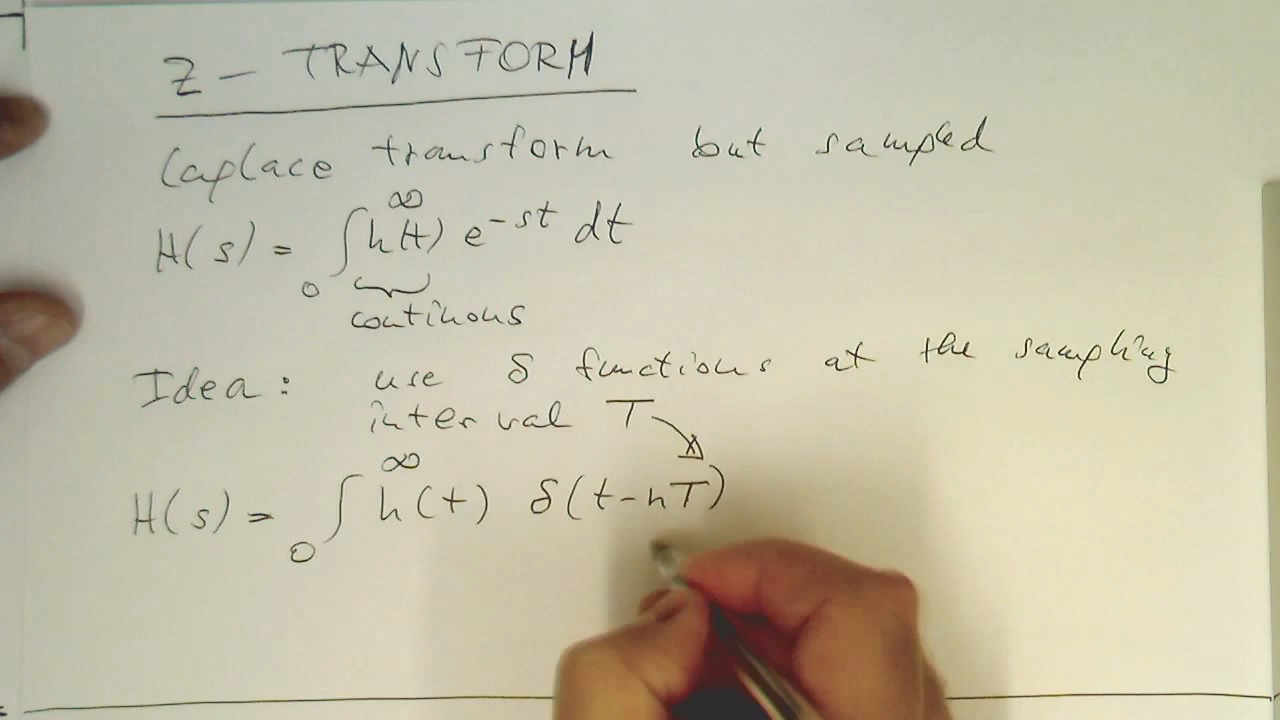 Z - TRANSFORM
Laplace transform but sampled
H(s) = ∫₀^∞ h(t) e^{-st} dt
continous
Idea: use δ functions at the sampling
interval T
H(s) = ∫₀^∞ h(t) δ(t-nT)